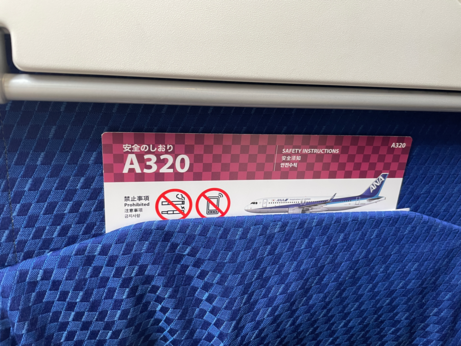 安全のしおり
A320
SAFETY INSTRUCTIONS
安全须知
안전수칙
A320
禁止事項
Prohibited
注意事項
금지사항
ANA